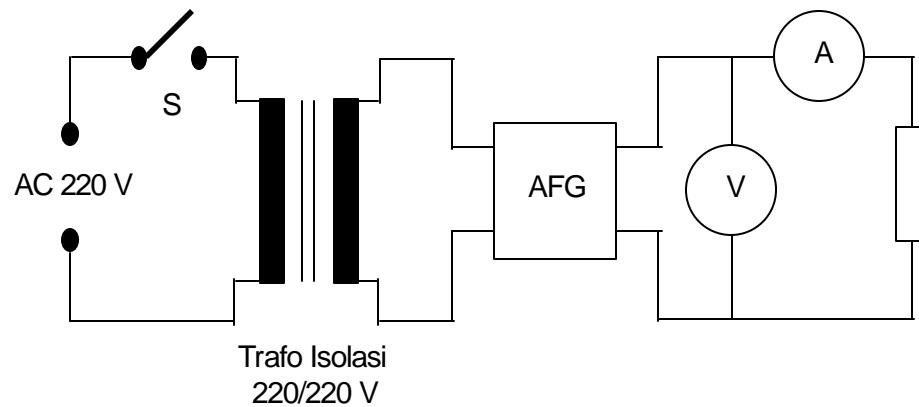 S
AC 220 V
Trafo Isolasi
220/220 V
AFG
V
A